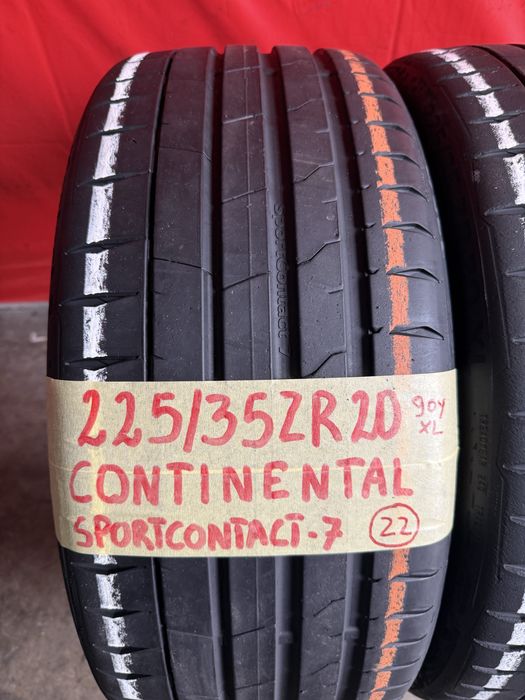 SportContact 7
225/35ZR20 90Y
XL
CONTINENTAL
SPORTCONTACT-7 22